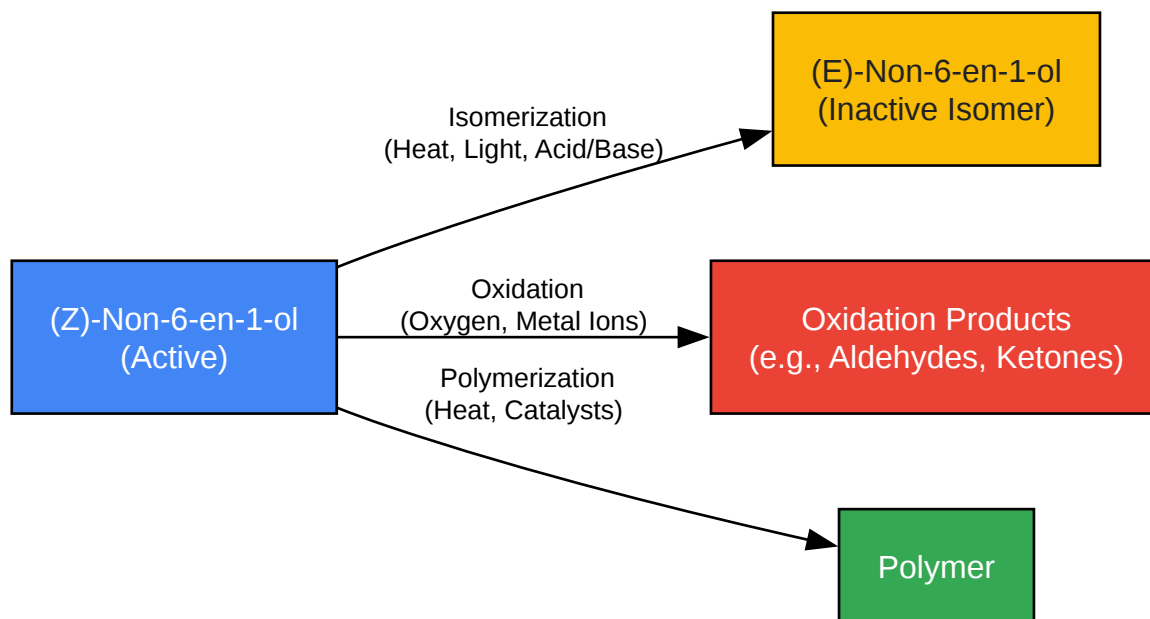 (E)-Non-6-en-1-ol
(Inactive Isomer)
Isomerization
(Heat, Light, Acid/Base)
(Z)-Non-6-en-1-ol
(Active)
Oxidation
(Oxygen, Metal Ions)
Oxidation Products
(e.g., Aldehydes, Ketones)
Polymerization
(Heat, Catalysts)
Polymer